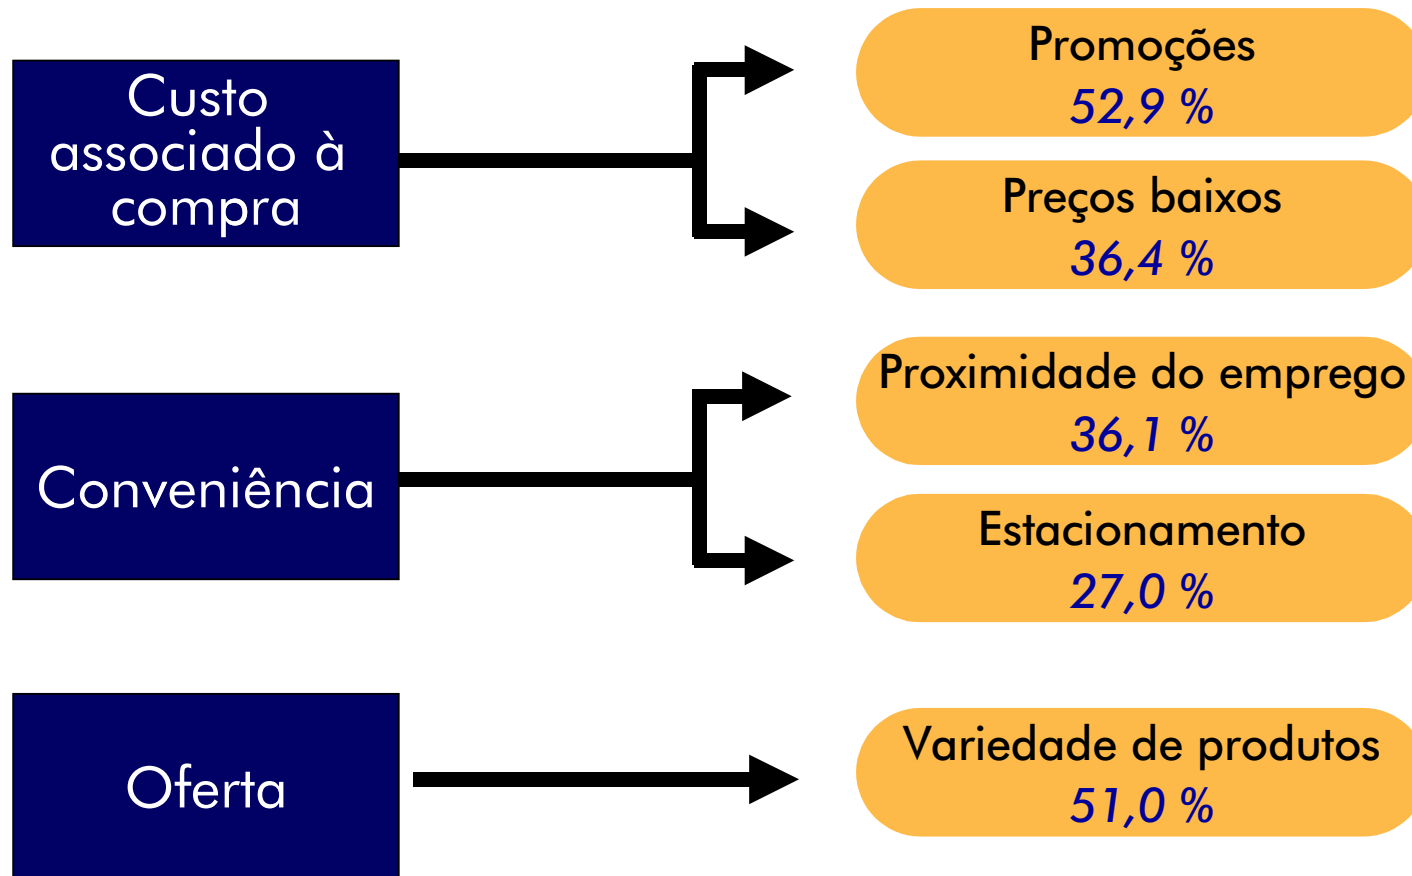 Custo
associado à
compra
Promoções
52,9 %
Preços baixos
36,4 %
Conveniência
Proximidade do emprego
36,1 %
Estacionamento
27,0 %
Oferta
Variedade de produtos
51,0 %